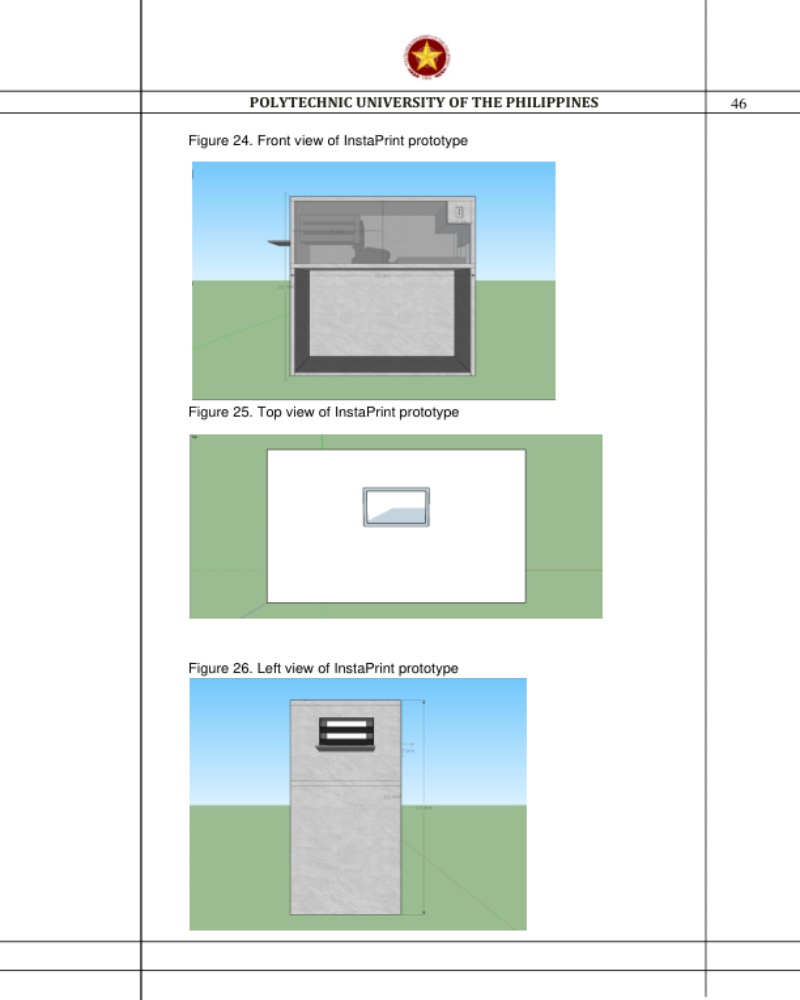 POLYTECHNIC UNIVERSITY OF THE PHILIPPINES
46
Figure 24. Front view of InstaPrint prototype
Figure 25. Top view of InstaPrint prototype
Figure 26. Left view of InstaPrint prototype